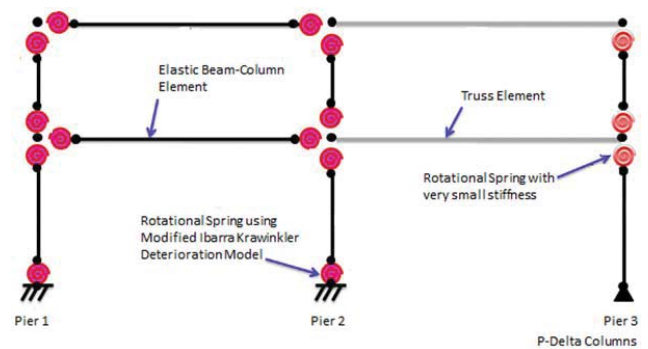 Elastic Beam-Column
Element
Truss Element
Rotational Spring with
very small stiffness
Rotational Spring using
Modified Ibarra Krawinkler
Deterioration Model
Pier 1
Pier 2
Pier 3
P-Delta Columns